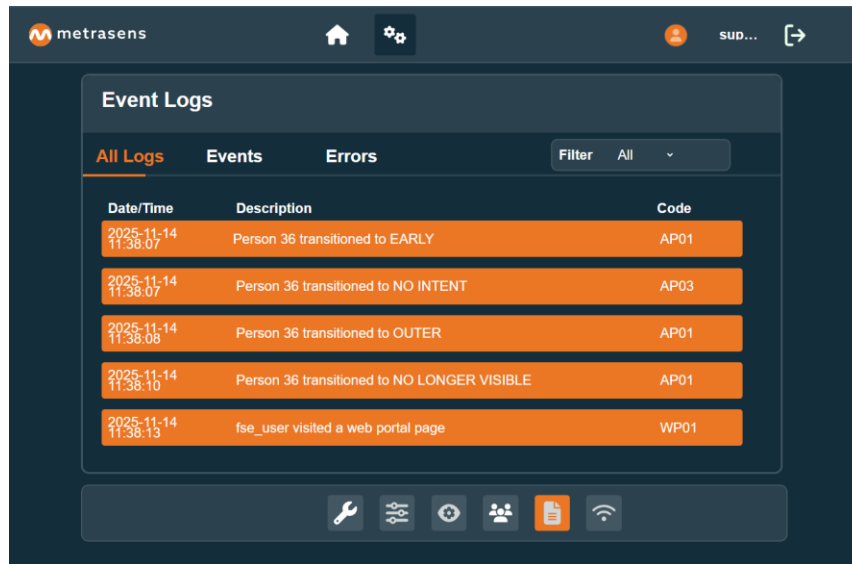 metrasens
sup...
Event Logs
All Logs Events Errors Filter All
Date/Time Description Code
2025-11-14
11:38:07
Person 36 transitioned to EARLY AP01
2025-11-14
11:38:07
Person 36 transitioned to NO INTENT AP03
2025-11-14
11:38:08
Person 36 transitioned to OUTER AP01
2025-11-14
11:38:10
Person 36 transitioned to NO LONGER VISIBLE AP01
2025-11-14
11:38:13
fse_user visited a web portal page WP01